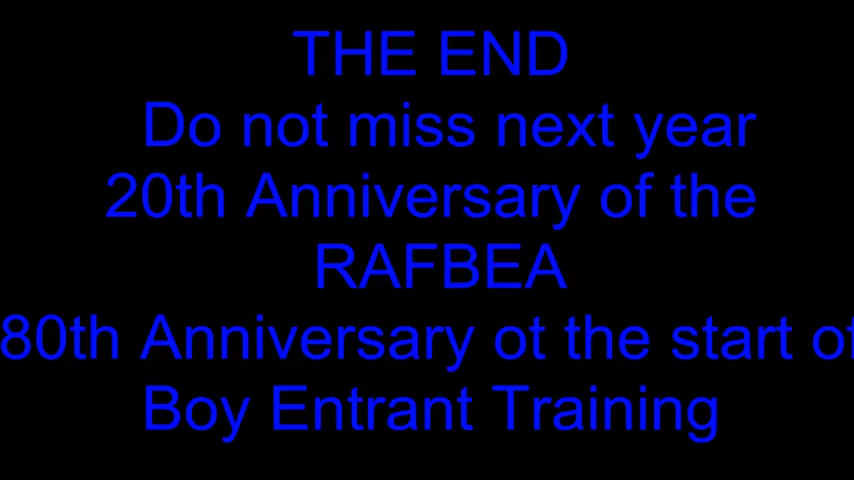 THE END
Do not miss next year
20th Anniversary of the
RAFBEA
80th Anniversary ot the start of
Boy Entrant Training